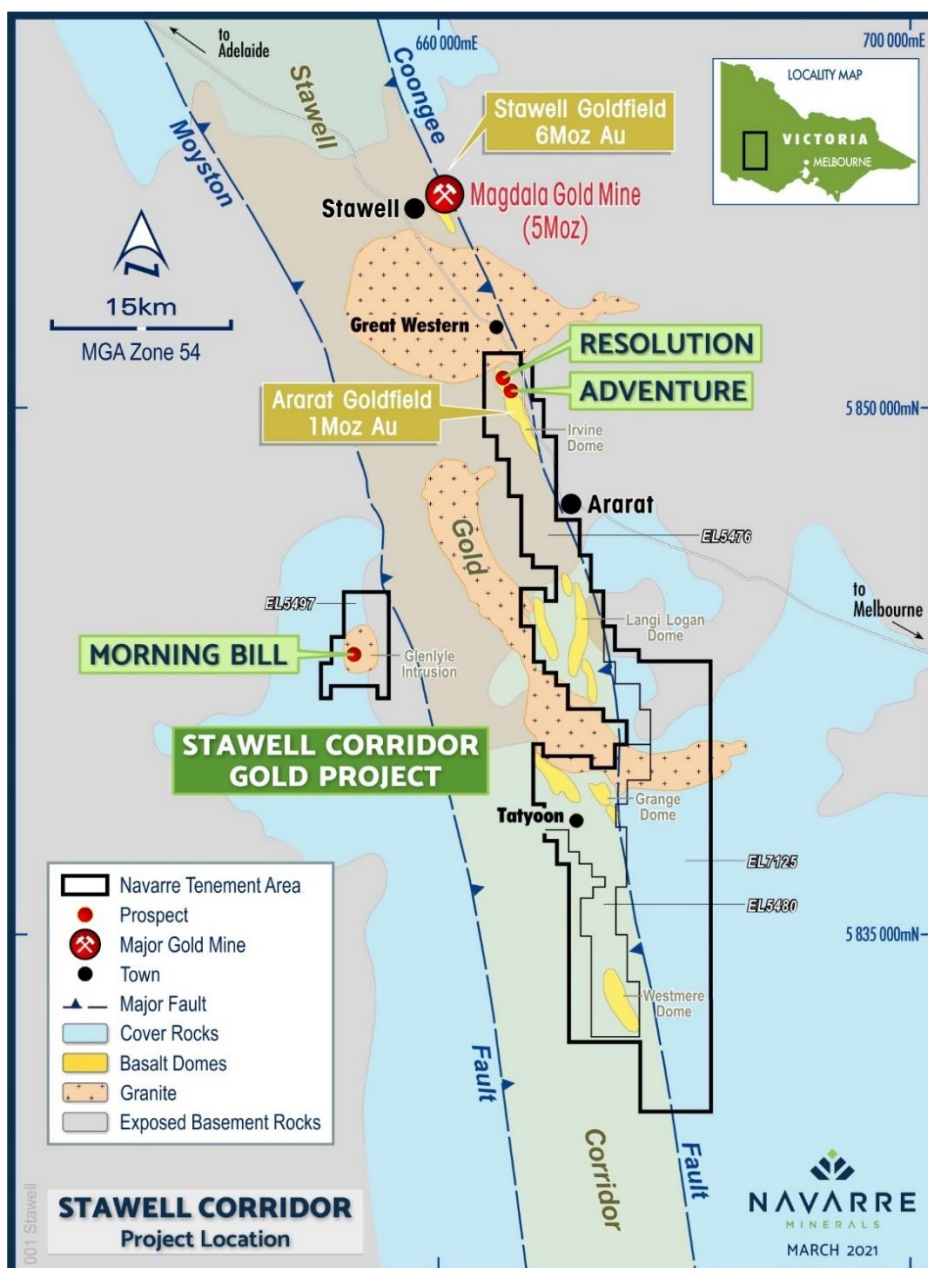 to
Adelaide
660 000mE
700 000mE
Stawell
Coongee
Moyston
Stawell Goldfield
6Moz Au
LOCALITY MAP
VICTORIA
MELBOURNE
Stawell
Magdala Gold Mine
(5Moz)
N
15km
MGA Zone 54
Great Western
RESOLUTION
ADVENTURE
Ararat Goldfield
1Moz Au
5 850 000mN
Irvine
Dome
Ararat
Gold
EL5476
to
Melbourne
EL5497
Langi Logan
Dome
MORNING BILL
Glenlyle
Intrusion
STAWELL CORRIDOR
GOLD PROJECT
Grange
Dome
Tatyoon
EL7125
EL5480
5 835 000mN
Westmere
Dome
Fault
Fault
Corridor
Navarre Tenement Area
Prospect
Major Gold Mine
Town
Major Fault
Cover Rocks
Basalt Domes
Granite
Exposed Basement Rocks
001 Stawell
STAWELL CORRIDOR
Project Location
NAVARRE
MINERALS
MARCH 2021